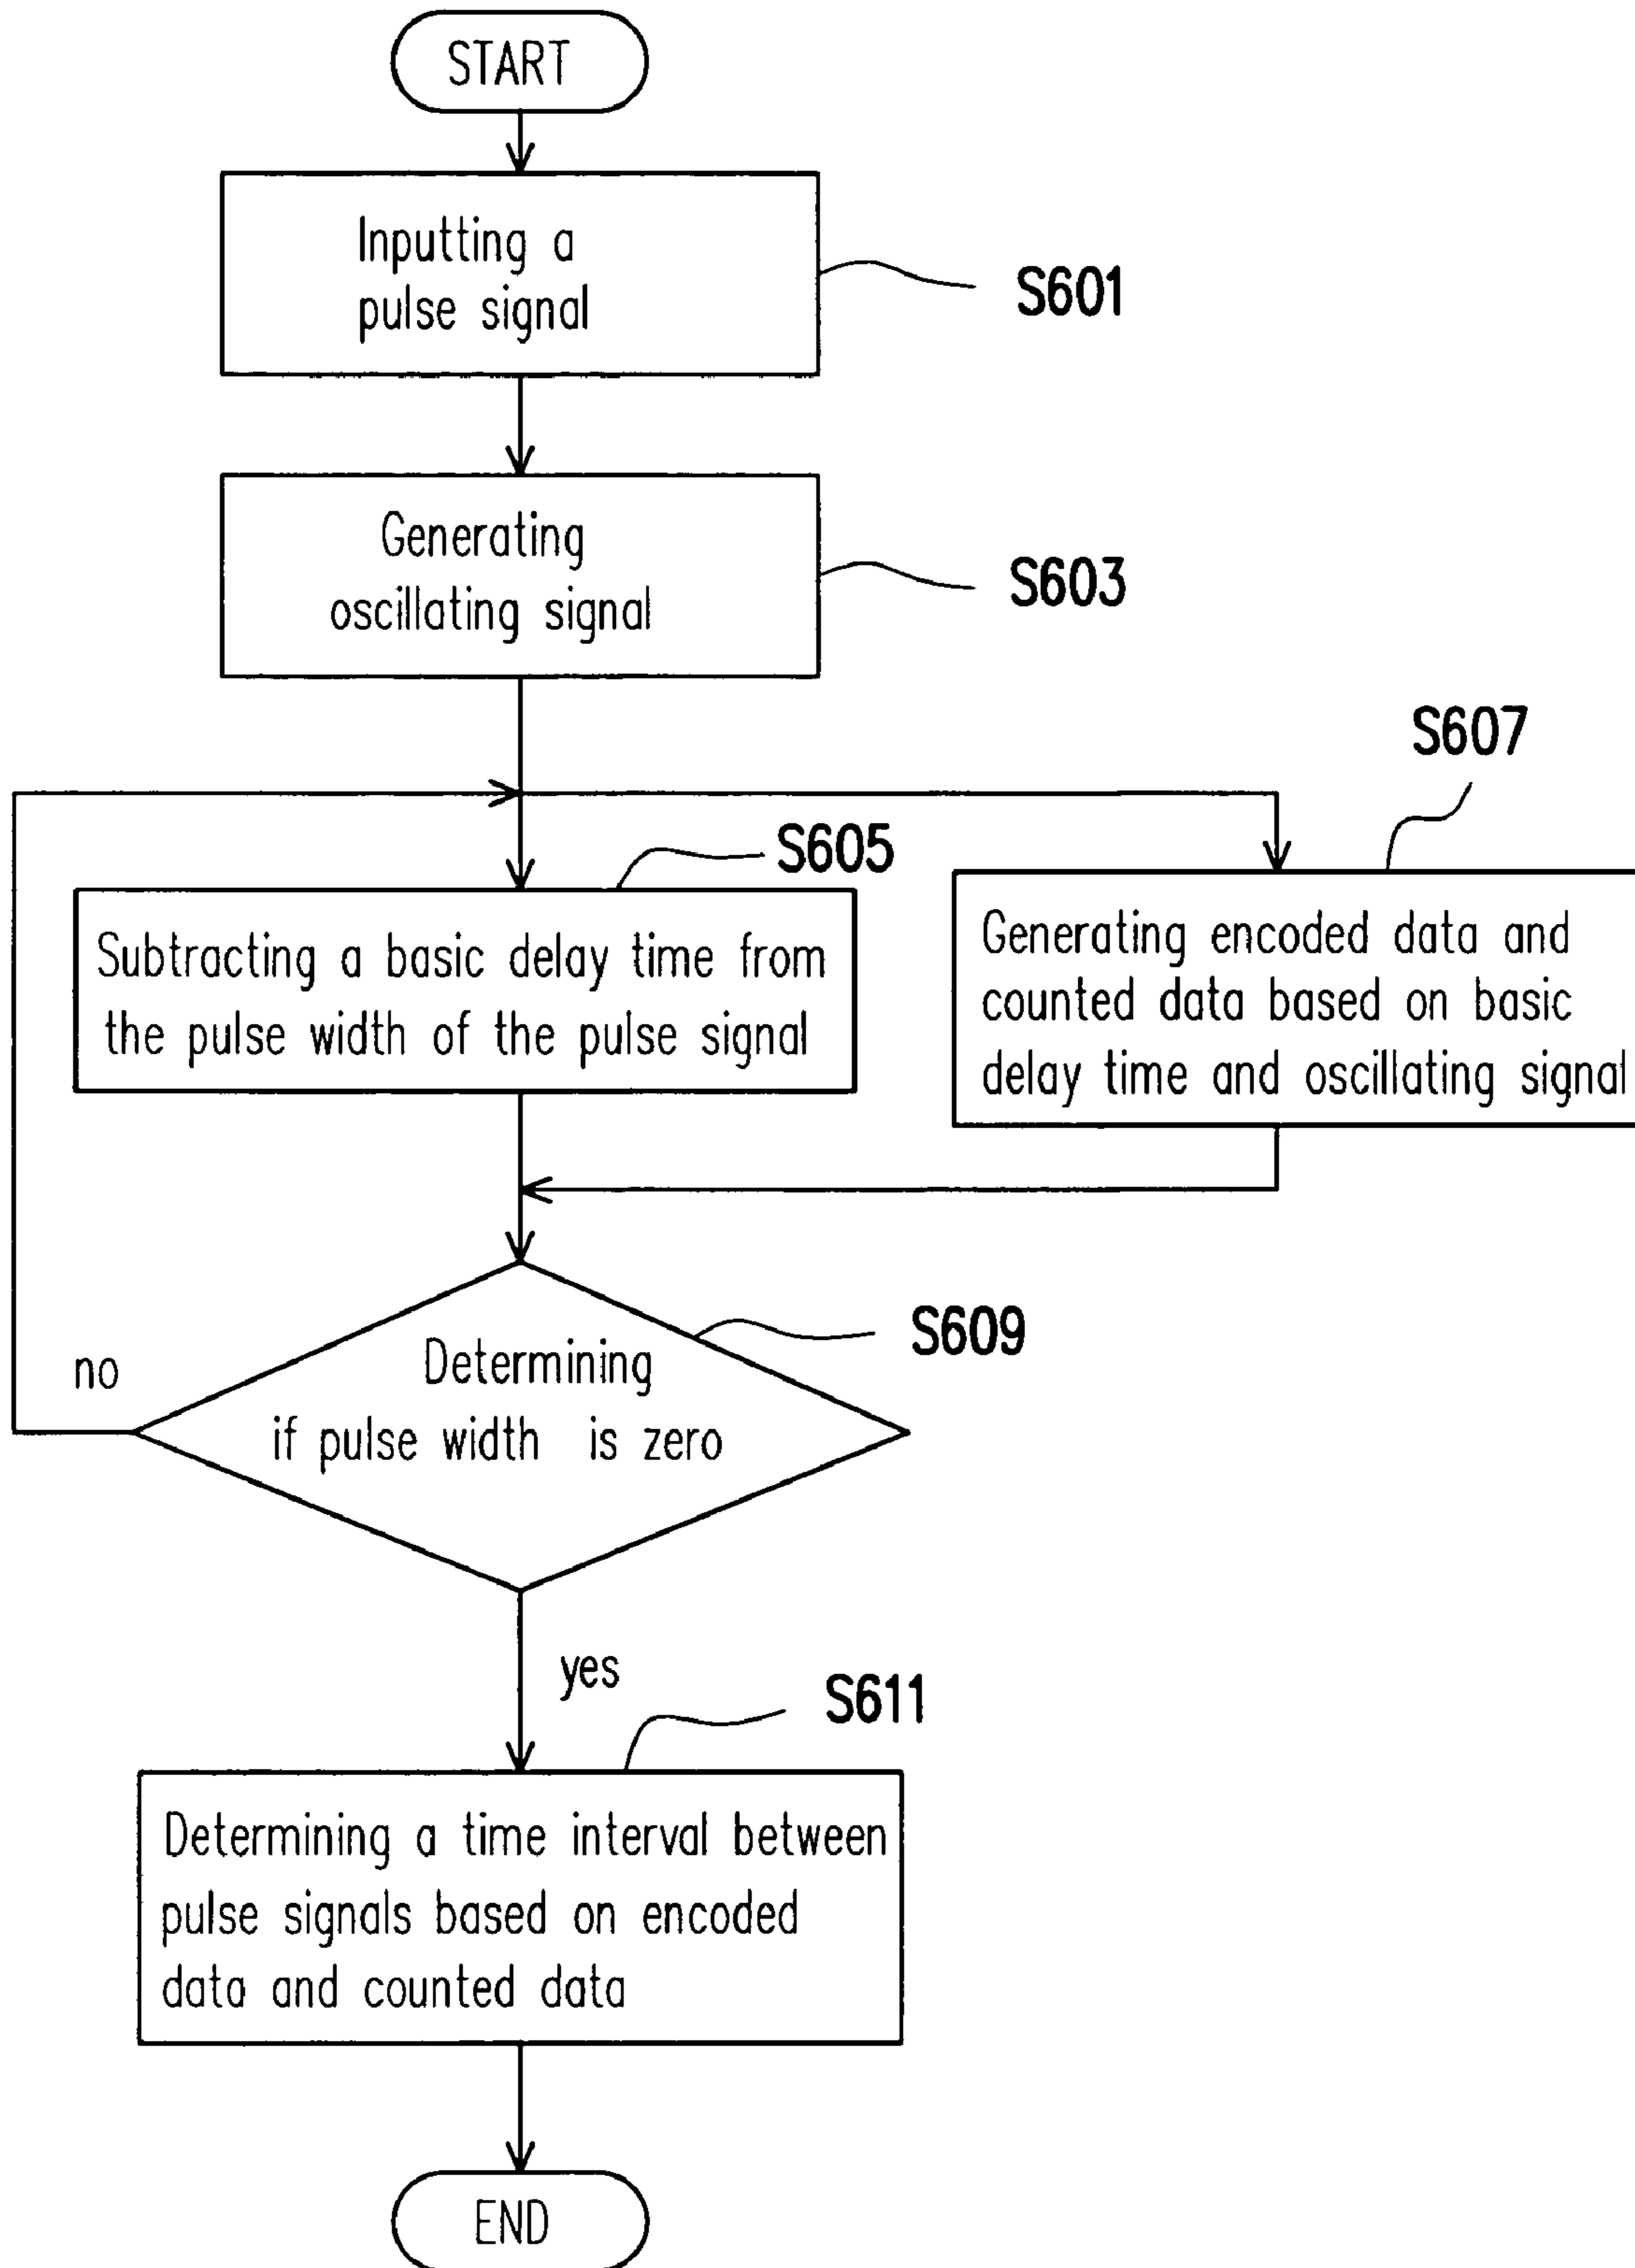 START
Inputting a
pulse signal
S601
Generating
oscillating signal
S603
S607
S605
Subtracting a basic delay time from
the pulse width of the pulse signal
Generating encoded data and
counted data based on basic
delay time and oscillating signal
S609
Determining
if pulse width is zero
no
yes
S611
Determining a time interval between
pulse signals based on encoded
data and counted data
END